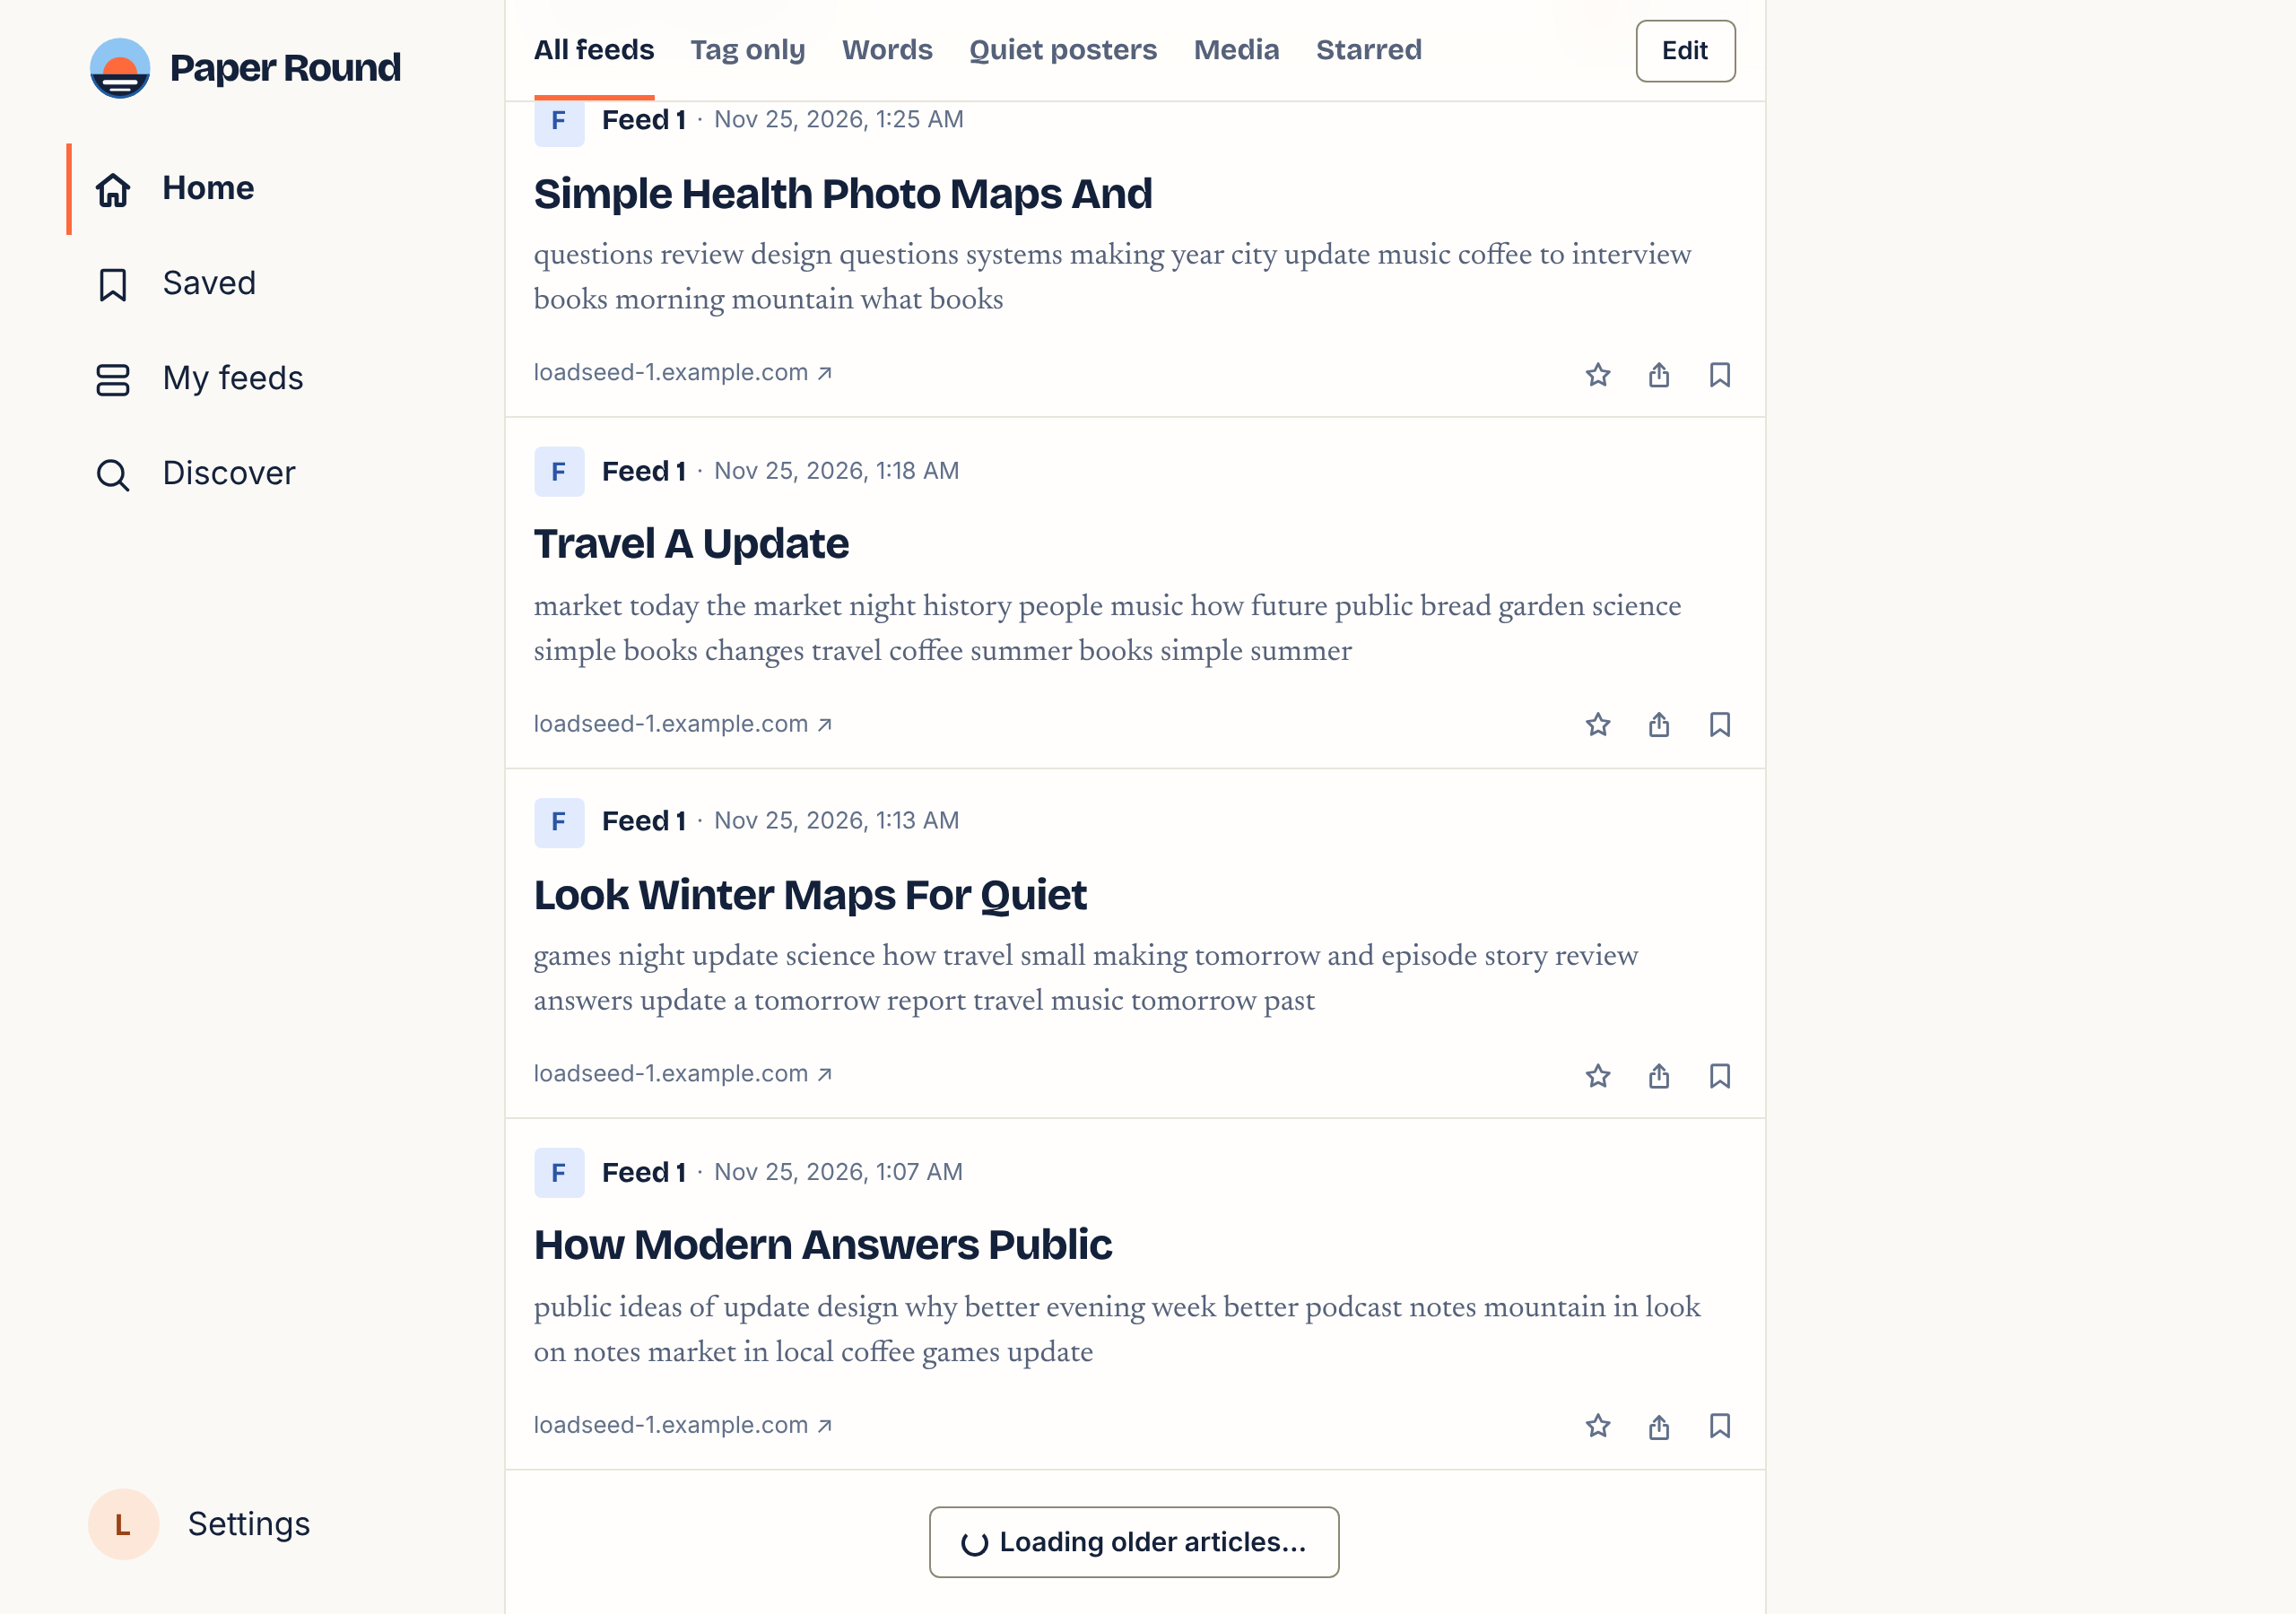 Paper Round
Home
Saved
My feeds
Discover
L
Settings
All feeds
Tag only
Words
Quiet posters
Media
Starred
Edit
F
Feed 1 · Nov 25, 2026, 1:25 AM
Simple Health Photo Maps And
questions review design questions systems making year city update music coffee to interview
books morning mountain what books
loadseed-1.example.com ↗
F
Feed 1 · Nov 25, 2026, 1:18 AM
Travel A Update
market today the market night history people music how future public bread garden science
simple books changes travel coffee summer books simple summer
loadseed-1.example.com ↗
F
Feed 1 · Nov 25, 2026, 1:13 AM
Look Winter Maps For Quiet
games night update science how travel small making tomorrow and episode story review
answers update a tomorrow report travel music tomorrow past
loadseed-1.example.com ↗
F
Feed 1 · Nov 25, 2026, 1:07 AM
How Modern Answers Public
public ideas of update design why better evening week better podcast notes mountain in look
on notes market in local coffee games update
loadseed-1.example.com ↗
Loading older articles...